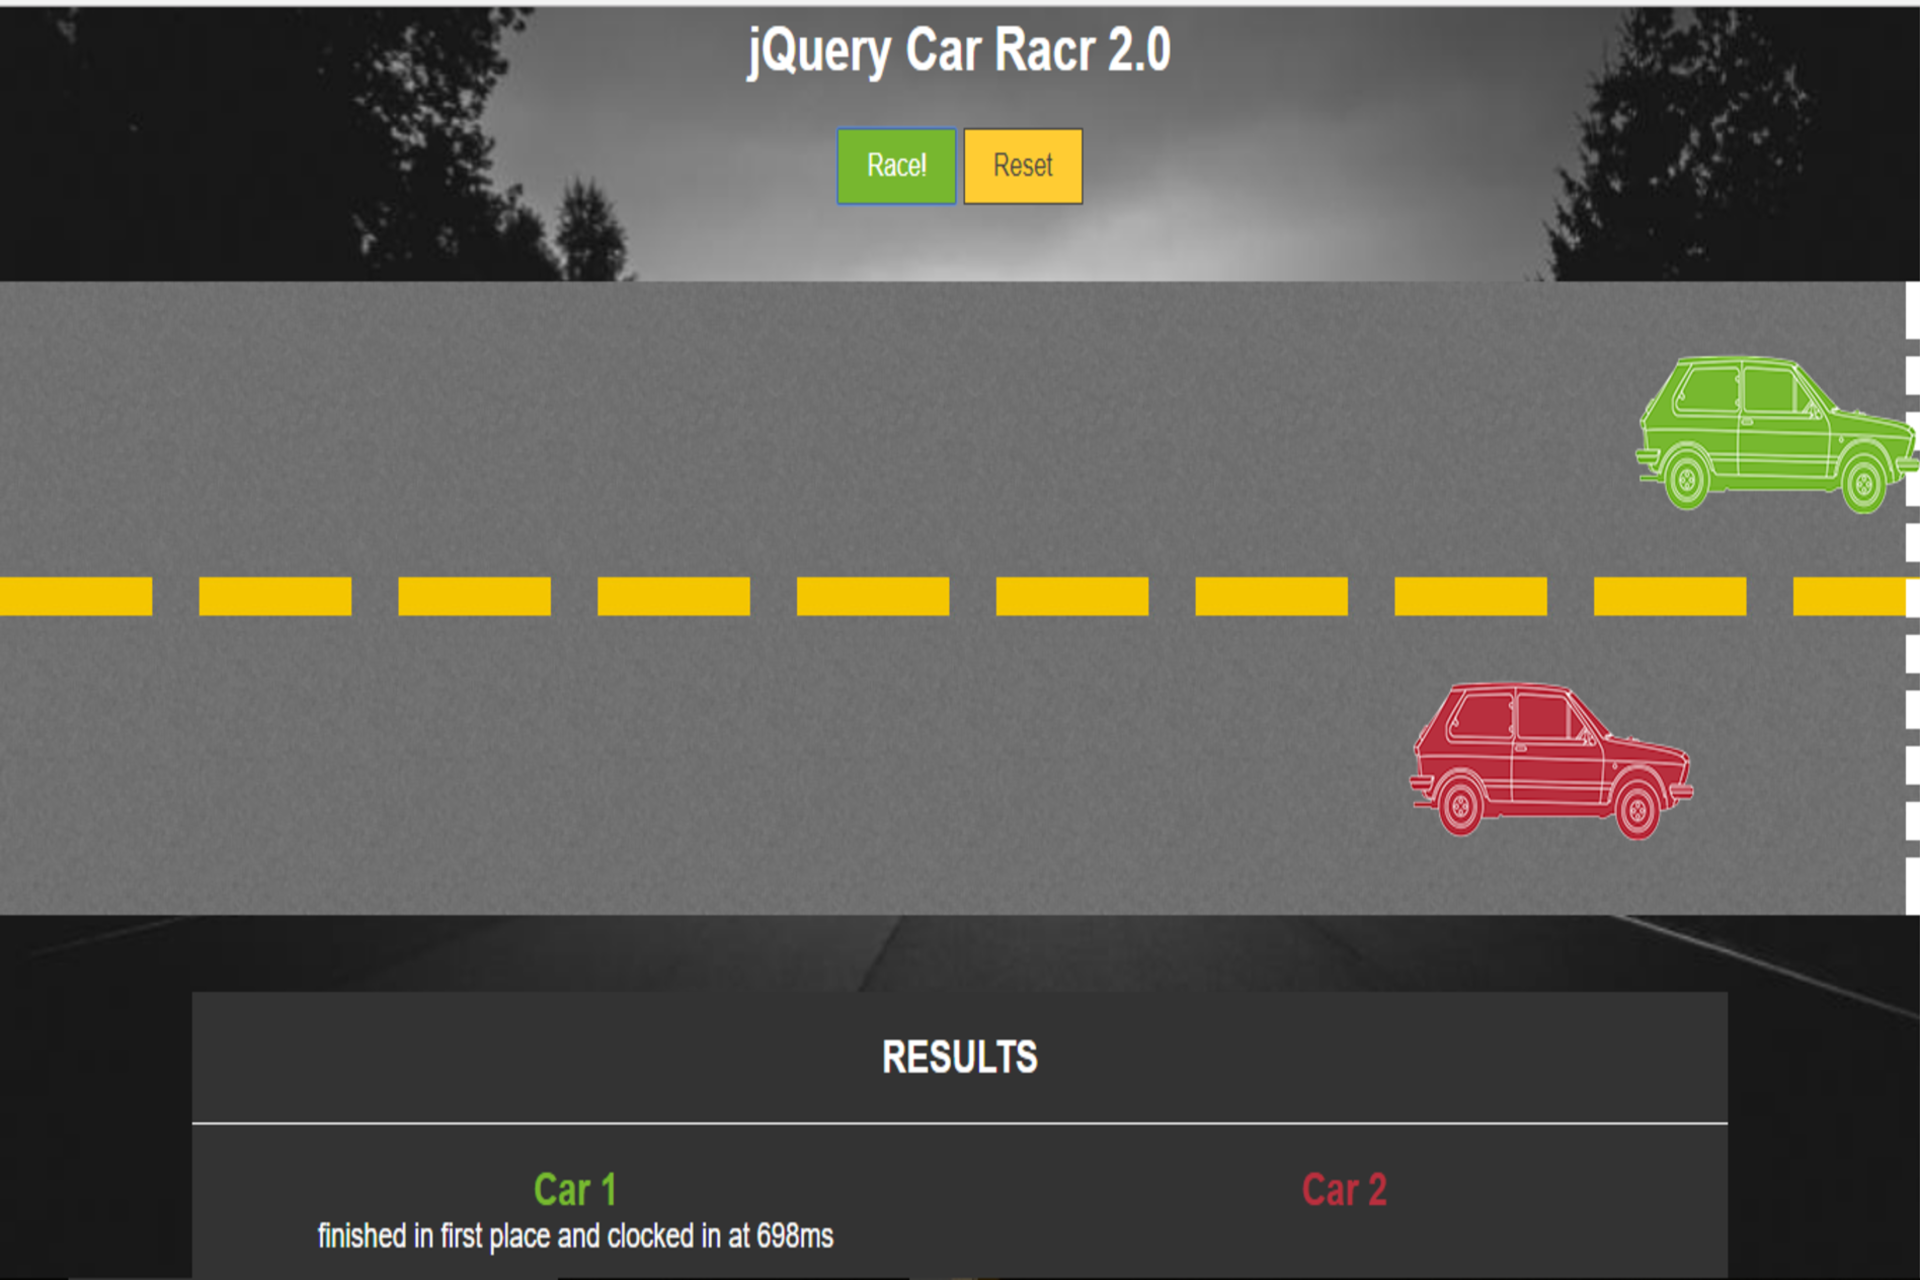 jQuery Car Racr 2.0
Race!
Reset
RESULTS
Car 1
finished in first place and clocked in at 698ms
Car 2